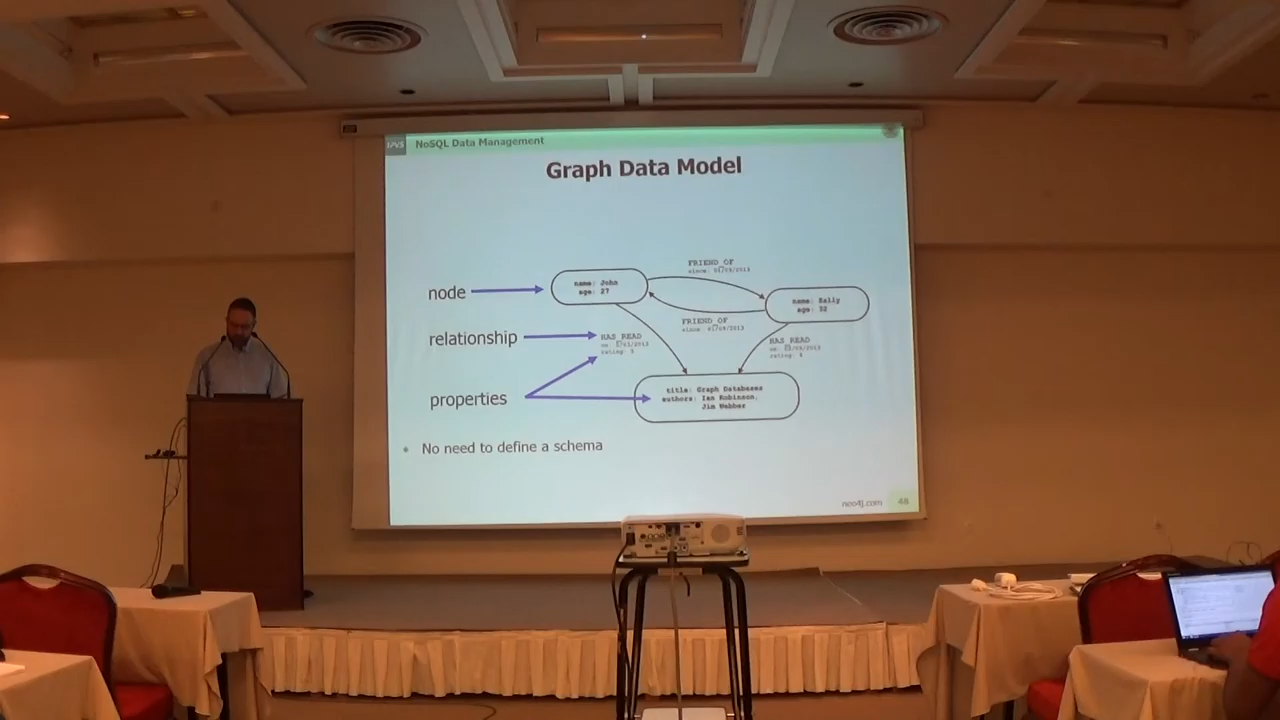 IPVS
NoSQL Data Management
Graph Data Model
FRIEND_OF
name: John
age: 27
node
name: Sally
age: 32
FRIEND_OF
relationship
HAS_READ
rating: 5
HAS_READ
rating: 4
title: Graph Databases
authors: Ian Robinson,
Jim Webber
properties
No need to define a schema
neo4j.com
48